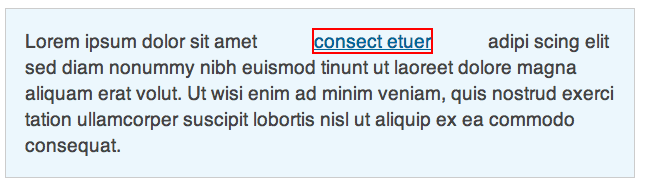 Lorem ipsum dolor sit amet consect etuer adipi scing elit
sed diam nonummy nibh euismod tinunt ut laoreet dolore magna
aliquam erat volut. Ut wisi enim ad minim veniam, quis nostrud exerci
tation ullamcorper suscipit lobortis nisl ut aliquip ex ea commodo
consequat.